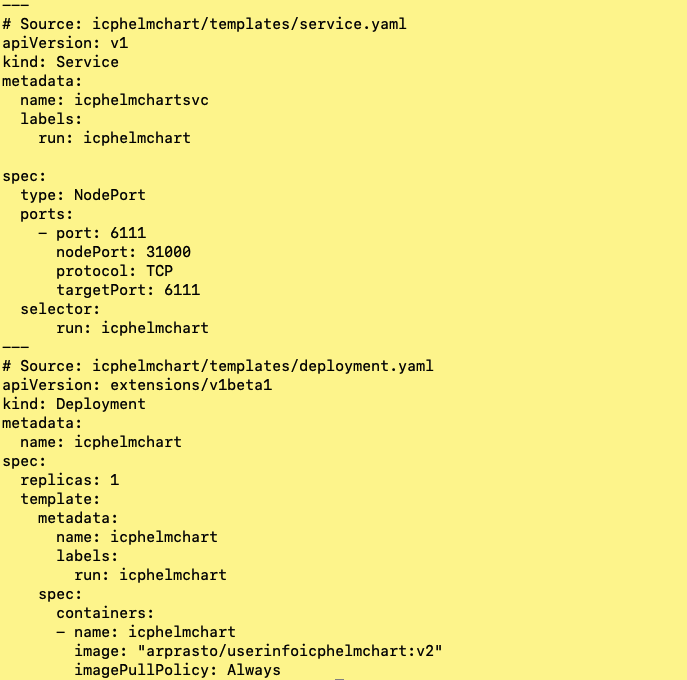 ---
# Source: icphelmchart/templates/service.yaml
apiVersion: v1
kind: Service
metadata:
  name: icphelmchartsvc
  labels:
    run: icphelmchart

spec:
  type: NodePort
  ports:
    - port: 6111
      nodePort: 31000
      protocol: TCP
      targetPort: 6111
  selector:
      run: icphelmchart
---
# Source: icphelmchart/templates/deployment.yaml
apiVersion: extensions/v1beta1
kind: Deployment
metadata:
  name: icphelmchart
spec:
  replicas: 1
  template:
    metadata:
      name: icphelmchart
      labels:
        run: icphelmchart
    spec:
      containers:
      - name: icphelmchart
        image: "arprasto/userinfoicphelmchart:v2"
        imagePullPolicy: Always